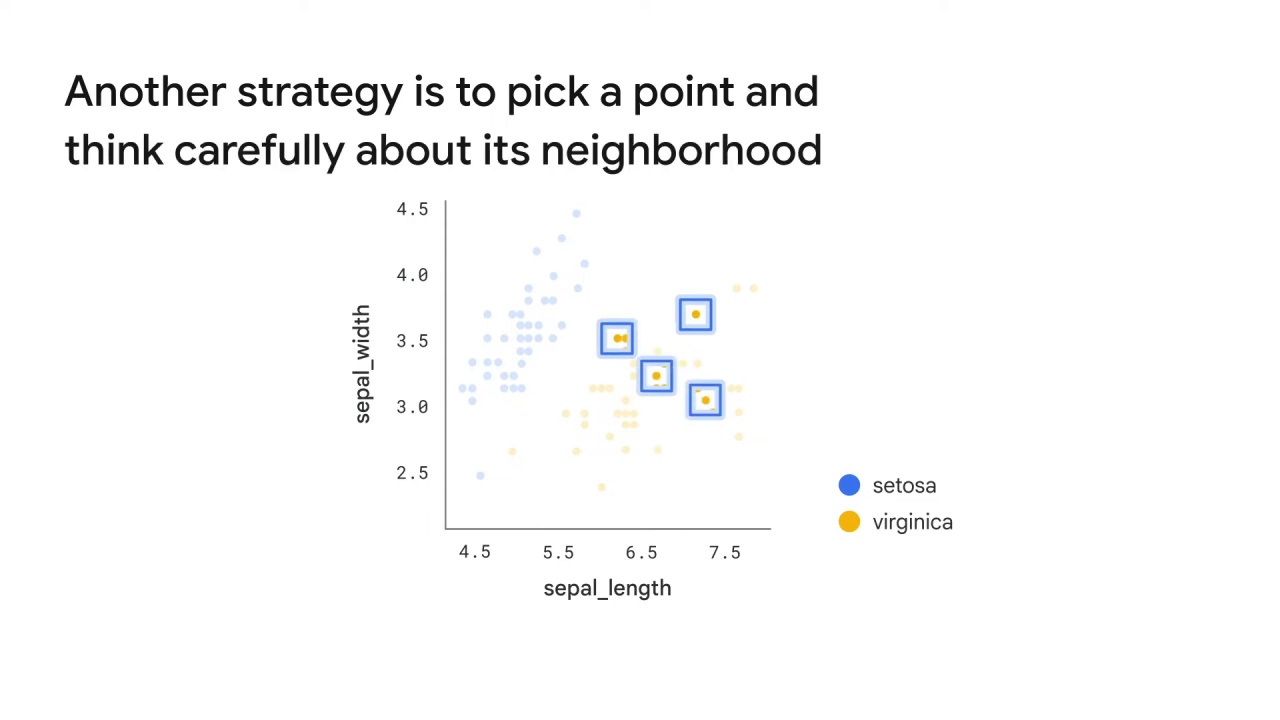 Another strategy is to pick a point and
think carefully about its neighborhood
4.5
4.0
3.5
3.0
2.5
sepal_width
4.5 5.5 6.5 7.5
sepal_length
setosa
virginica